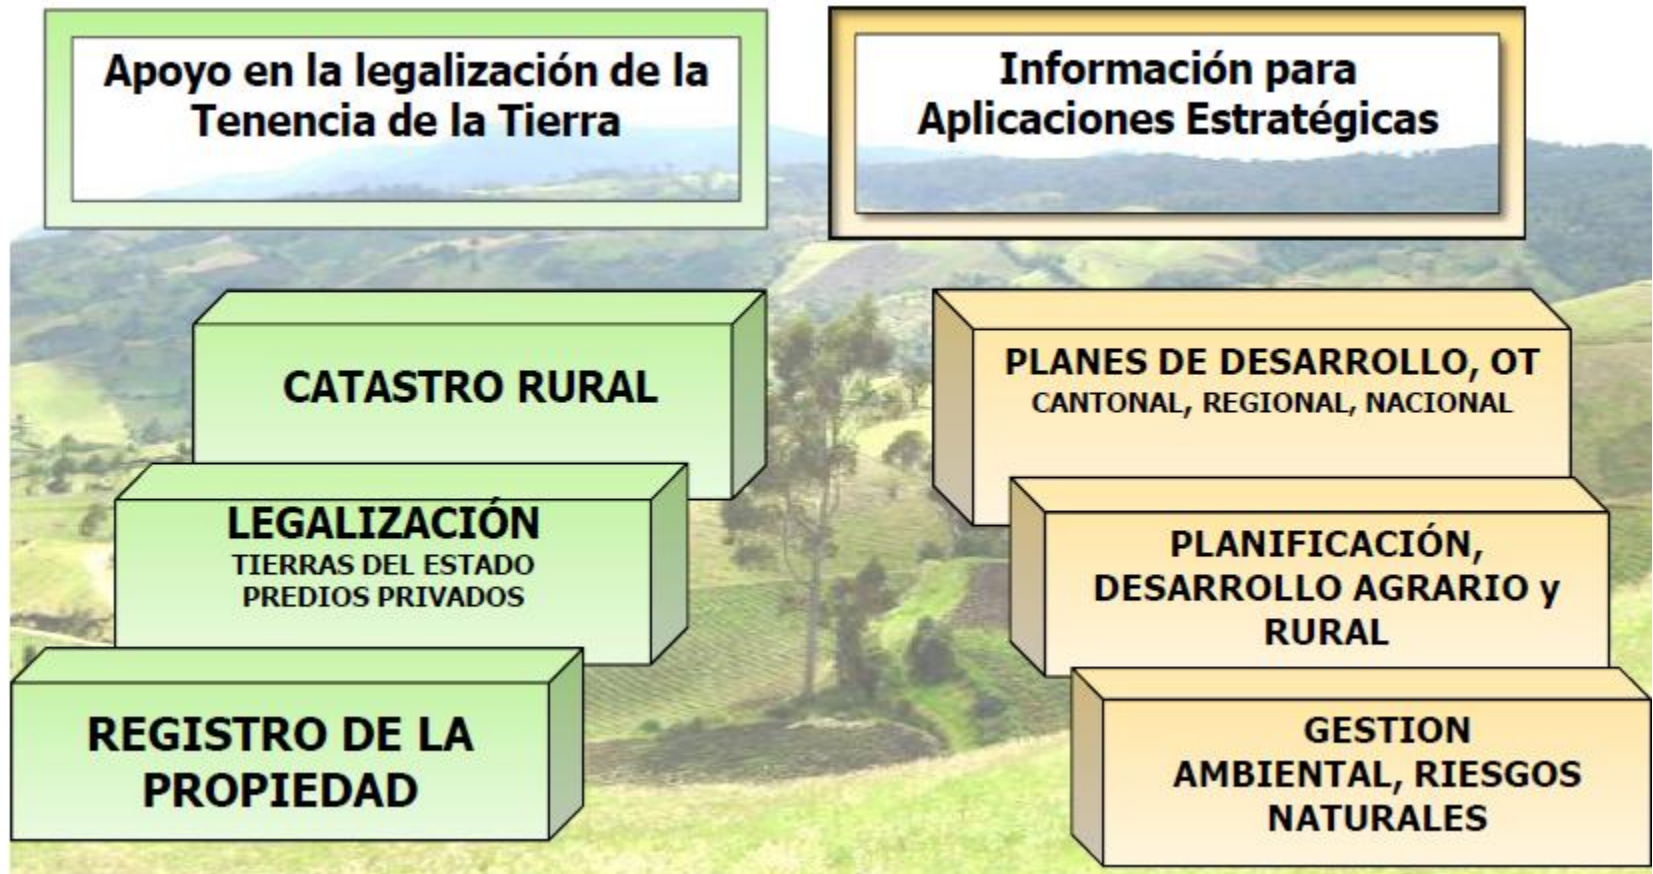 Apoyo en la legalización de la
Tenencia de la Tierra
CATASTRO RURAL
LEGALIZACIÓN
TIERRAS DEL ESTADO
PREDIOS PRIVADOS
REGISTRO DE LA
PROPIEDAD
Información para
Aplicaciones Estratégicas
PLANES DE DESARROLLO, OT
CANTONAL, REGIONAL, NACIONAL
PLANIFICACIÓN,
DESARROLLO AGRARIO y
RURAL
GESTION
AMBIENTAL, RIESGOS
NATURALES